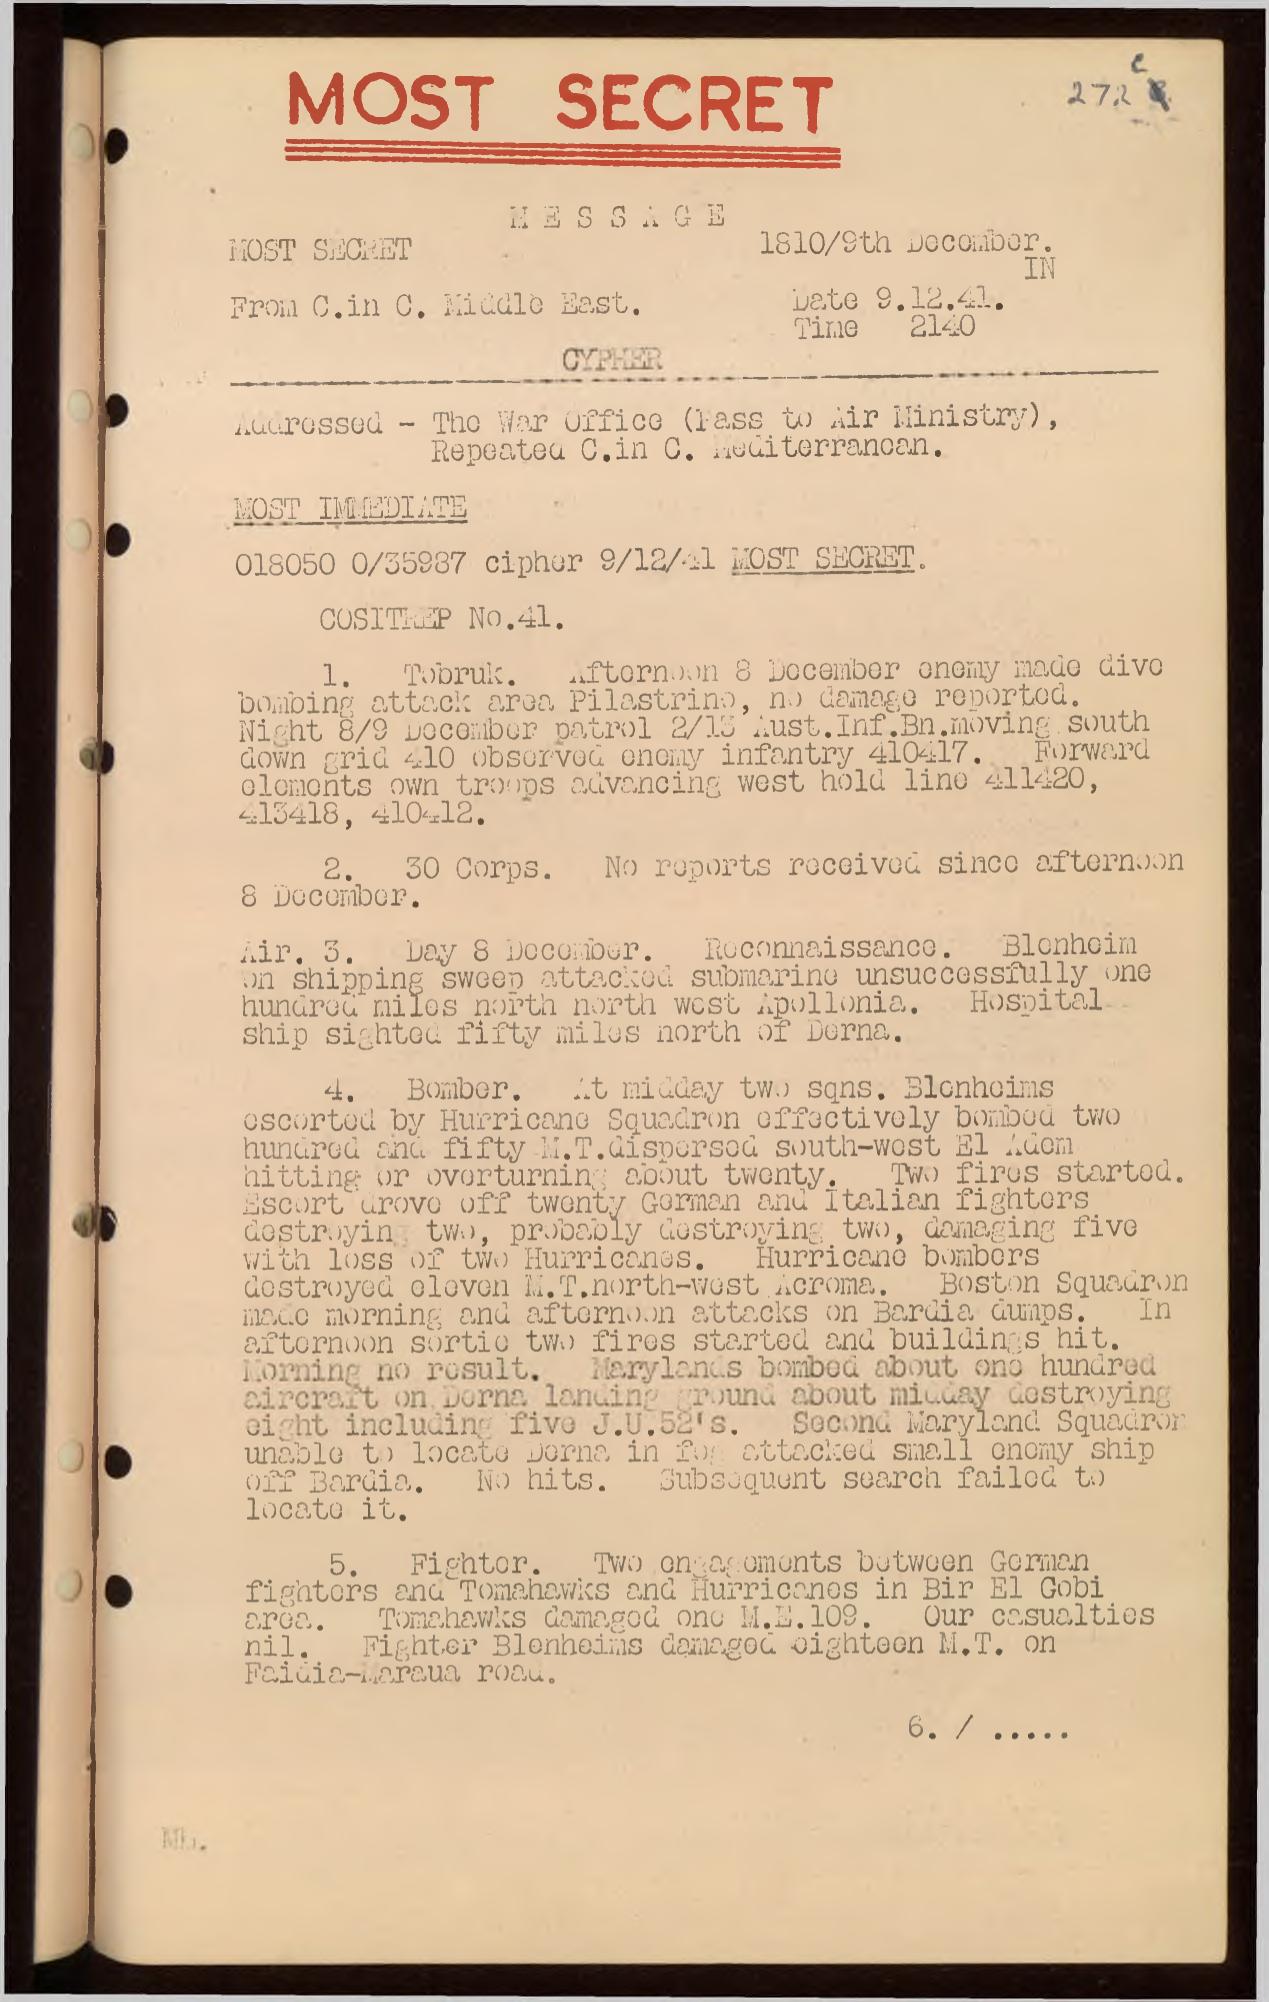 MOST SECRET
272 c
M E S S A G E
MOST SECRET 1810/9th December.
IN
From C.in C. Middle East. Date 9.12.41.
Time 2140
CYPHER
Addressed - The War Office (Pass to Air Ministry),
Repeated C.in C. Mediterranean.
MOST IMMEDIATE
018050 0/35987 cipher 9/12/41 MOST SECRET.
COSITREP No.41.
1. Tobruk. Afternoon 8 December enemy made dive
bombing attack area Pilastrino, no damage reported.
Night 8/9 December patrol 2/13 Aust.Inf.Bn.moving south
down grid 410 observed enemy infantry 410417. Forward
elements own troops advancing west hold line 411420,
413418, 410412.
2. 30 Corps. No reports received since afternoon
8 December.
Air. 3. Day 8 December. Reconnaissance. Blenheim
on shipping sweep attacked submarine unsuccessfully one
hundred miles north north west Apollonia. Hospital
ship sighted fifty miles north of Derna.
4. Bomber. At midday two sqns. Blenheims
escorted by Hurricane Squadron effectively bombed two
hundred and fifty M.T.dispersed south-west El Adem
hitting or overturning about twenty. Two fires started.
Escort drove off twenty German and Italian fighters
destroying two, probably destroying two, damaging five
with loss of two Hurricanes. Hurricane bombers
destroyed eleven M.T.north-west Acroma. Boston Squadron
made morning and afternoon attacks on Bardia dumps. In
afternoon sortie two fires started and buildings hit.
Morning no result. Marylands bombed about one hundred
aircraft on Derna landing ground about midday destroying
eight including five J.U.52's. Second Maryland Squadron
unable to locate Derna in fog attacked small enemy ship
off Bardia. No hits. Subsequent search failed to
locate it.
5. Fighter. Two engagements between German
fighters and Tomahawks and Hurricanes in Bir El Gobi
area. Tomahawks damaged one M.E.109. Our casualties
nil. Fighter Blenheims damaged eighteen M.T. on
Faidia-Maraua road.
6. / .....